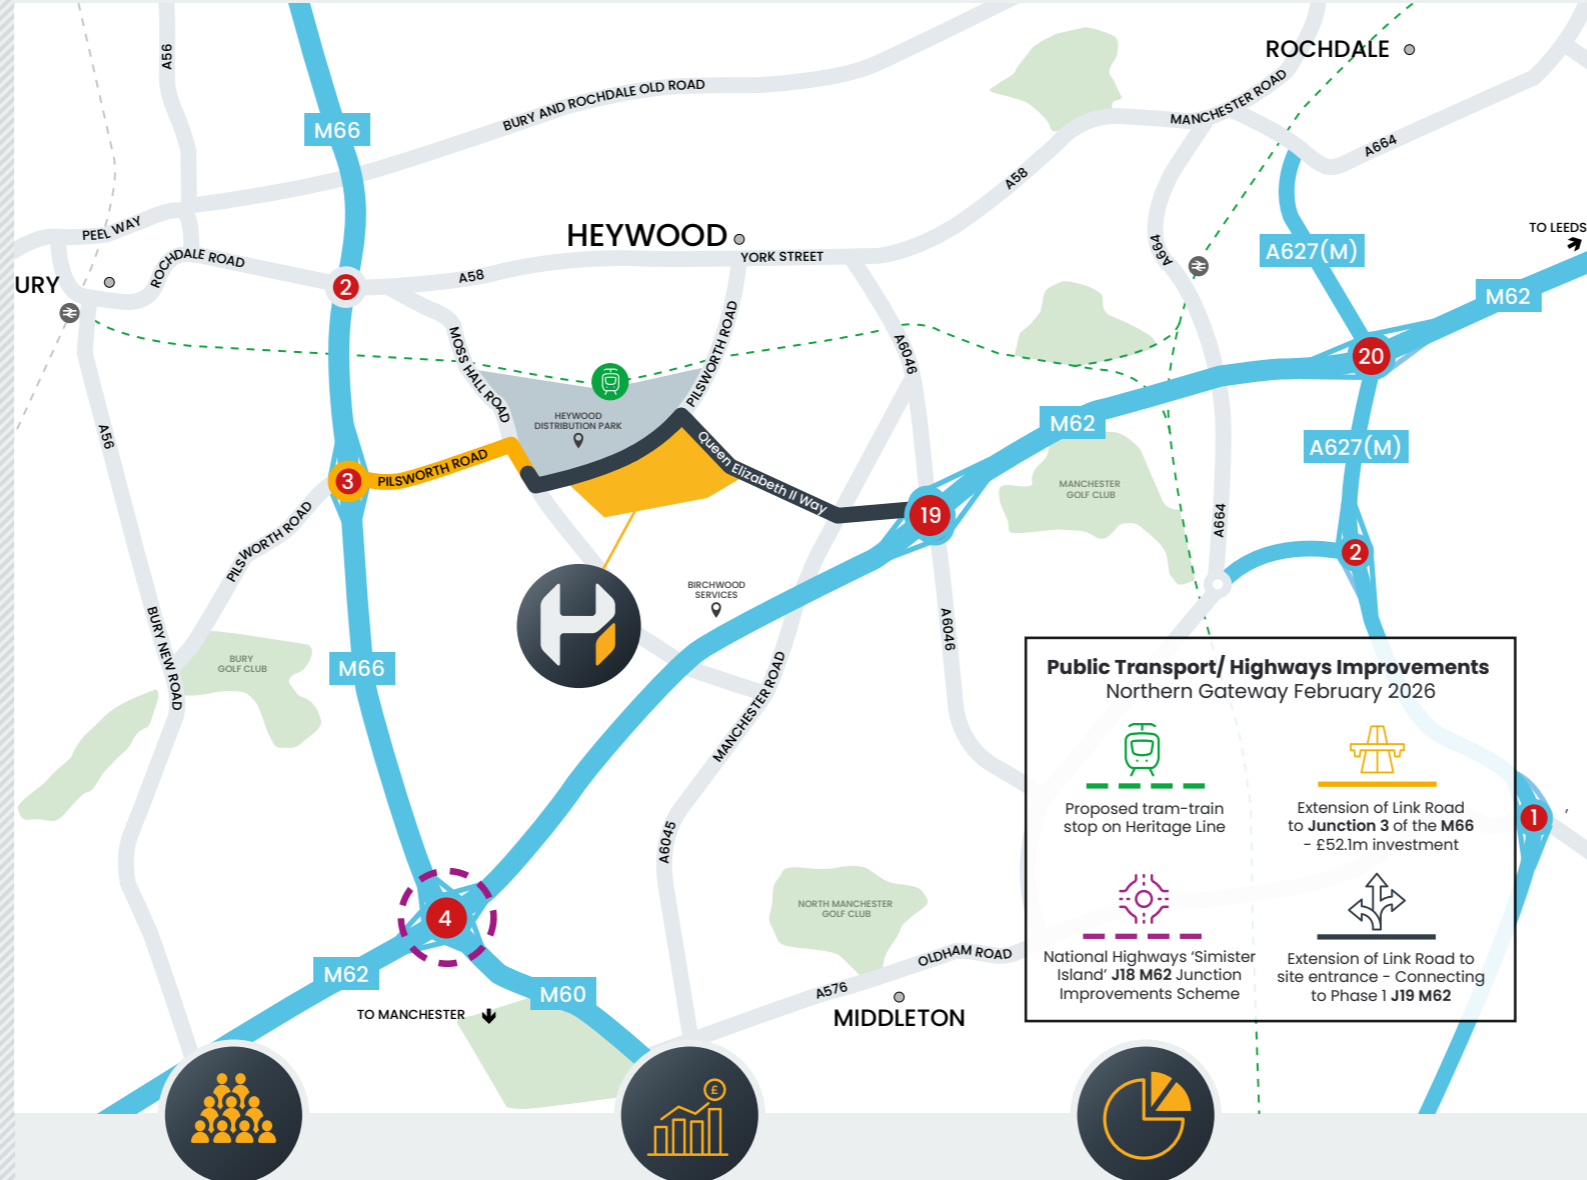 ROCHDALE
A56
M66
BURY AND ROCHDALE OLD ROAD
MANCHESTER ROAD
A664
A58
PEEL WAY
ROCHDALE ROAD
HEYWOOD
YORK STREET
A664
A627(M)
TO LEEDS
M62
URY
2
A58
MOSS HALL ROAD
PILSWORTH ROAD
A6046
20
HEYWOOD
DISTRIBUTION PARK
M62
A56
A627(M)
3
PILSWORTH ROAD
Queen Elizabeth II Way
MANCHESTER
GOLF CLUB
19
A664
PILSWORTH ROAD
2
BIRCHWOOD
SERVICES
A6046
BURY NEW ROAD
BURY
GOLF CLUB
M66
MANCHESTER ROAD
Public Transport/ Highways Improvements
Northern Gateway February 2026
Proposed tram-train
stop on Heritage Line
Extension of Link Road
to Junction 3 of the M66
- £52.1m investment
National Highways ‘Simister
Island’ J18 M62 Junction
Improvements Scheme
Extension of Link Road to
site entrance - Connecting
to Phase 1 J19 M62
1
,
A6045
4
NORTH MANCHESTER
GOLF CLUB
OLDHAM ROAD
M62
M60
A576
TO MANCHESTER
MIDDLETON
£